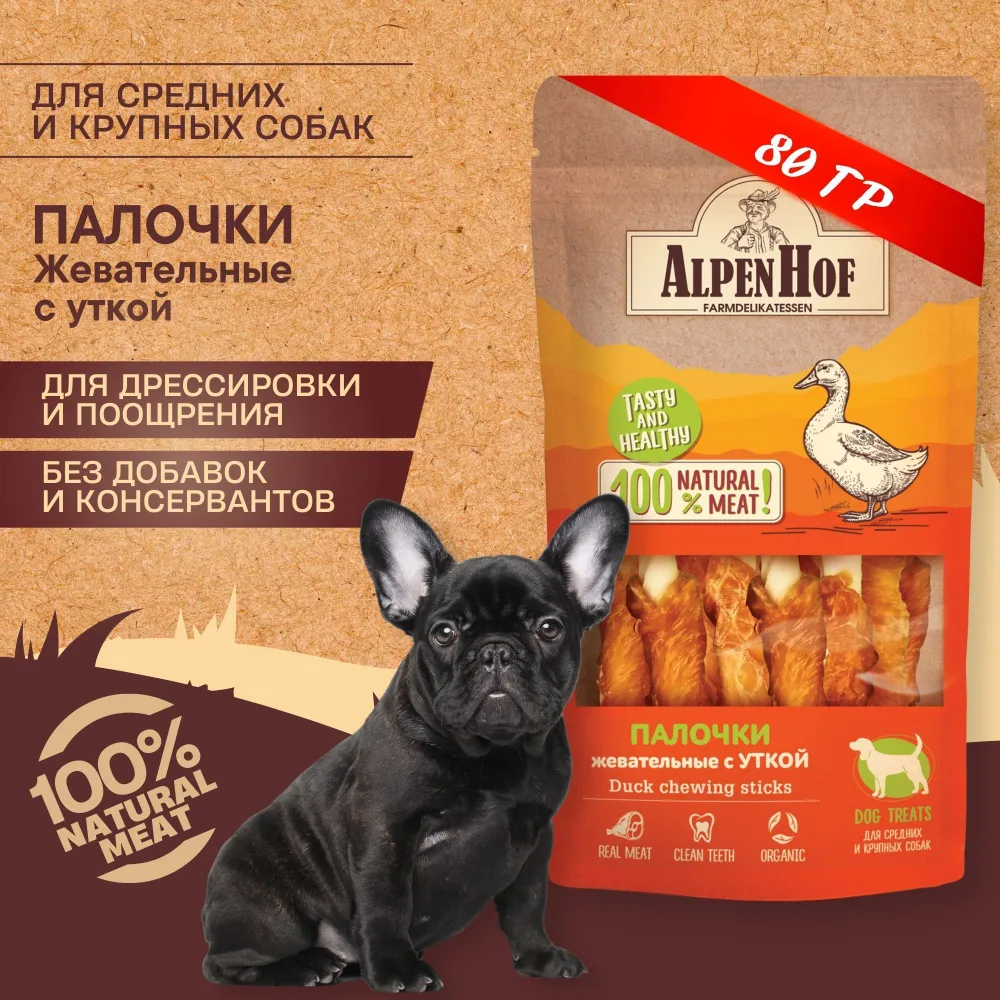 ДЛЯ СРЕДНИХ
И КРУПНЫХ СОБАК
ПАЛОЧКИ
Жевательные
с уткой
ДЛЯ ДРЕССИРОВКИ
И ПООЩРЕНИЯ
БЕЗ ДОБАВОК
И КОНСЕРВАНТОВ
100%
NATURAL
MEAT
80 ГР
ALPENHOF
FARMDELIKATESSEN
TASTY
AND
HEALTHY
100% NATURAL
MEAT!
ПАЛОЧКИ
жевательные с УТКОЙ
Duck chewing sticks
REAL MEAT
CLEAN TEETH
ORGANIC
DOG TREATS
ДЛЯ СРЕДНИХ
И КРУПНЫХ СОБАК